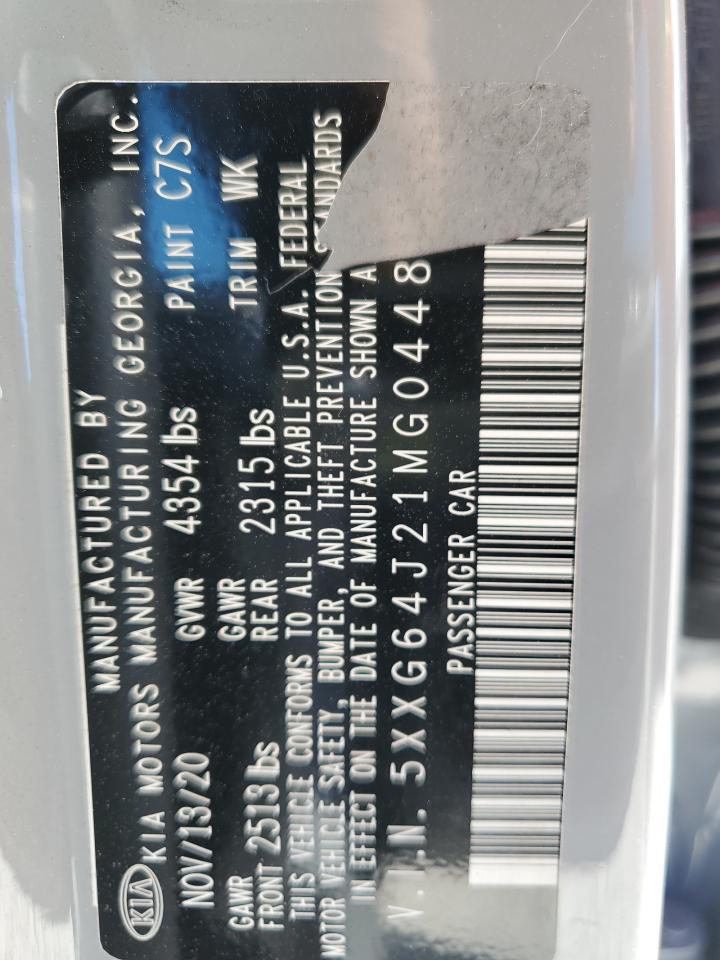 KIA
MANUFACTURED BY
KIA MOTORS MANUFACTURING GEORGIA, INC.
NOV/13/20 GVWR 4354 lbs PAINT C7S
GAWR FRONT 2513 lbs GAWR REAR 2315 lbs TRIM WK
THIS VEHICLE CONFORMS TO ALL APPLICABLE U.S.A. FEDERAL
MOTOR VEHICLE SAFETY, BUMPER, AND THEFT PREVENTION STANDARDS
IN EFFECT ON THE DATE OF MANUFACTURE SHOWN A
V.I.N. 5XXG64J21MG0448
PASSENGER CAR